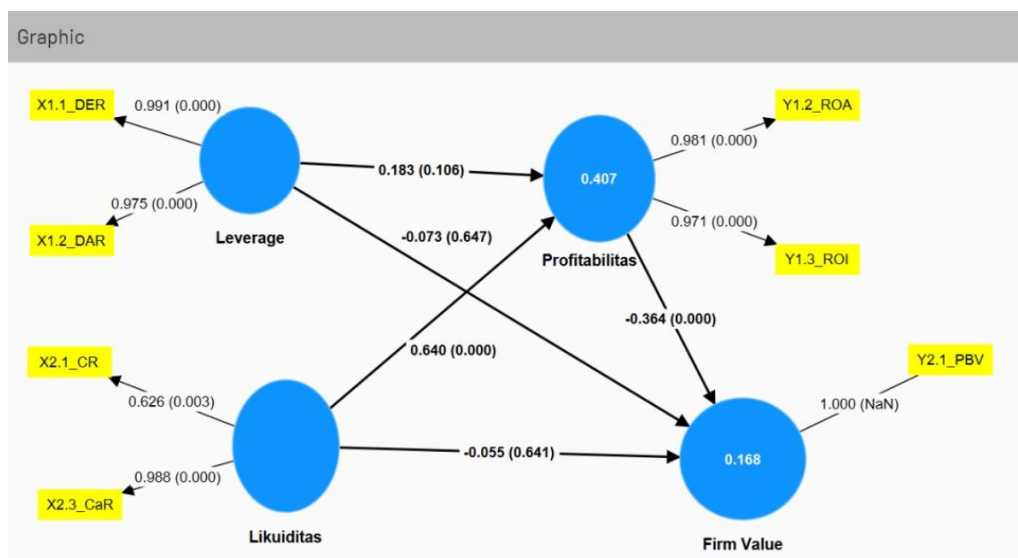 Graphic
X1.1_DER
0.991 (0.000)
0.975 (0.000)
X1.2_DAR
Leverage
0.183 (0.106)
-0.073 (0.647)
0.407
Profitabilitas
Y1.2_ROA
0.981 (0.000)
0.971 (0.000)
Y1.3_ROI
-0.364 (0.000)
0.640 (0.000)
X2.1_CR
0.626 (0.003)
0.988 (0.000)
X2.3_CaR
Likuiditas
-0.055 (0.641)
0.168
Firm Value
1.000 (NaN)
Y2.1_PBV